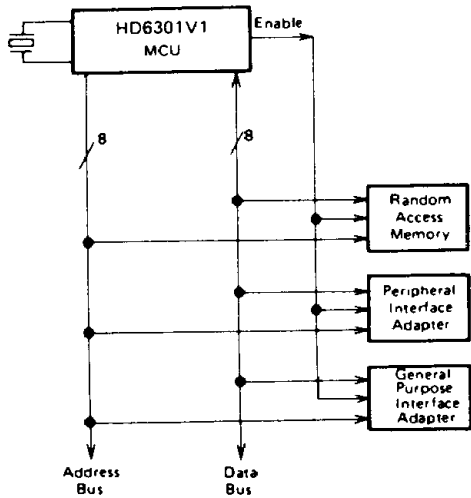 HD6301V1
MCU
Enable
8
8
Random
Access
Memory
Peripheral
Interface
Adapter
General
Purpose
Interface
Adapter
Address
Bus
Data
Bus